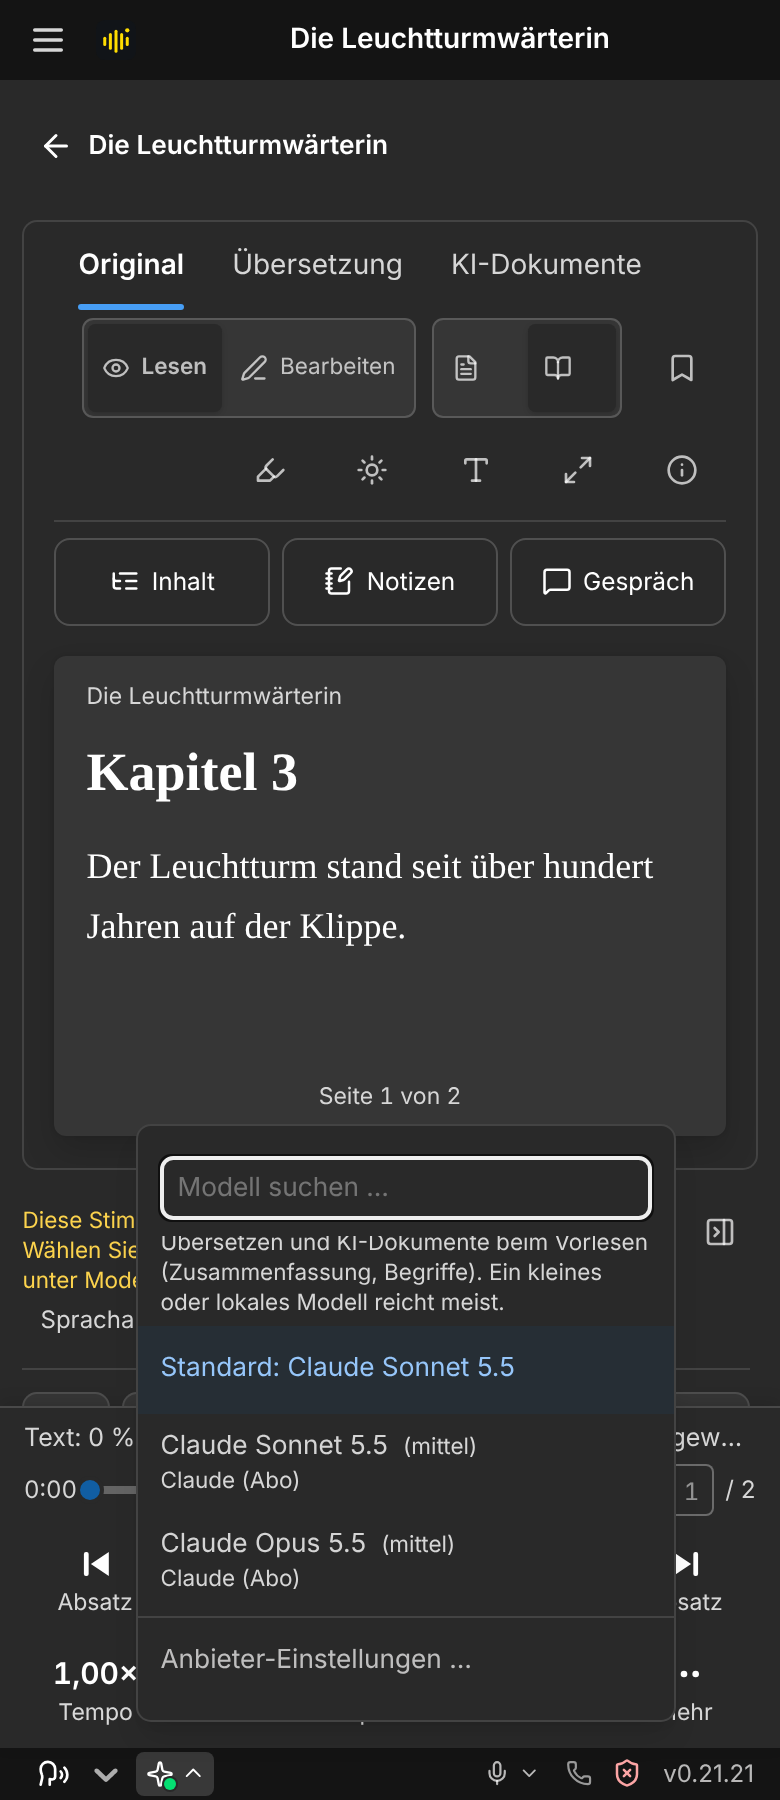 Die Leuchtturmwärterin
Die Leuchtturmwärterin
Original Übersetzung KI-Dokumente
Lesen Bearbeiten
Inhalt Notizen Gespräch
Die Leuchtturmwärterin
Kapitel 3
Der Leuchtturm stand seit über hundert
Jahren auf der Klippe.
Seite 1 von 2
Modell suchen ...
Übersetzen und KI-Dokumente beim Vorlesen
(Zusammenfassung, Begriffe). Ein kleines
oder lokales Modell reicht meist.
Standard: Claude Sonnet 5.5
Claude Sonnet 5.5 (mittel)
Claude (Abo)
Claude Opus 5.5 (mittel)
Claude (Abo)
Anbieter-Einstellungen ...
Diese Stim
Wählen Sie
unter Mode
Spracha
Text: 0 % gew...
0:00 1 / 2
Absatz satz
1,00×
Tempo ehr
v0.21.21